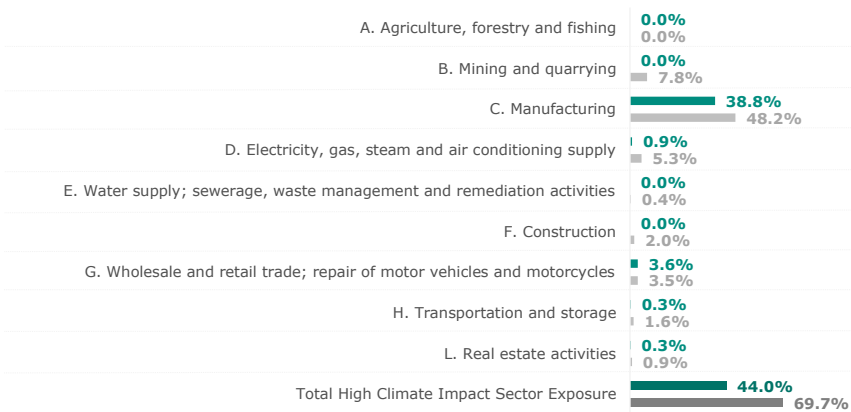 A. Agriculture, forestry and fishing
0.0%
0.0%
B. Mining and quarrying
0.0%
7.8%
C. Manufacturing
38.8%
48.2%
D. Electricity, gas, steam and air conditioning supply
0.9%
5.3%
E. Water supply; sewerage, waste management and remediation activities
0.0%
0.4%
F. Construction
0.0%
2.0%
G. Wholesale and retail trade; repair of motor vehicles and motorcycles
3.6%
3.5%
H. Transportation and storage
0.3%
1.6%
L. Real estate activities
0.3%
0.9%
Total High Climate Impact Sector Exposure
44.0%
69.7%